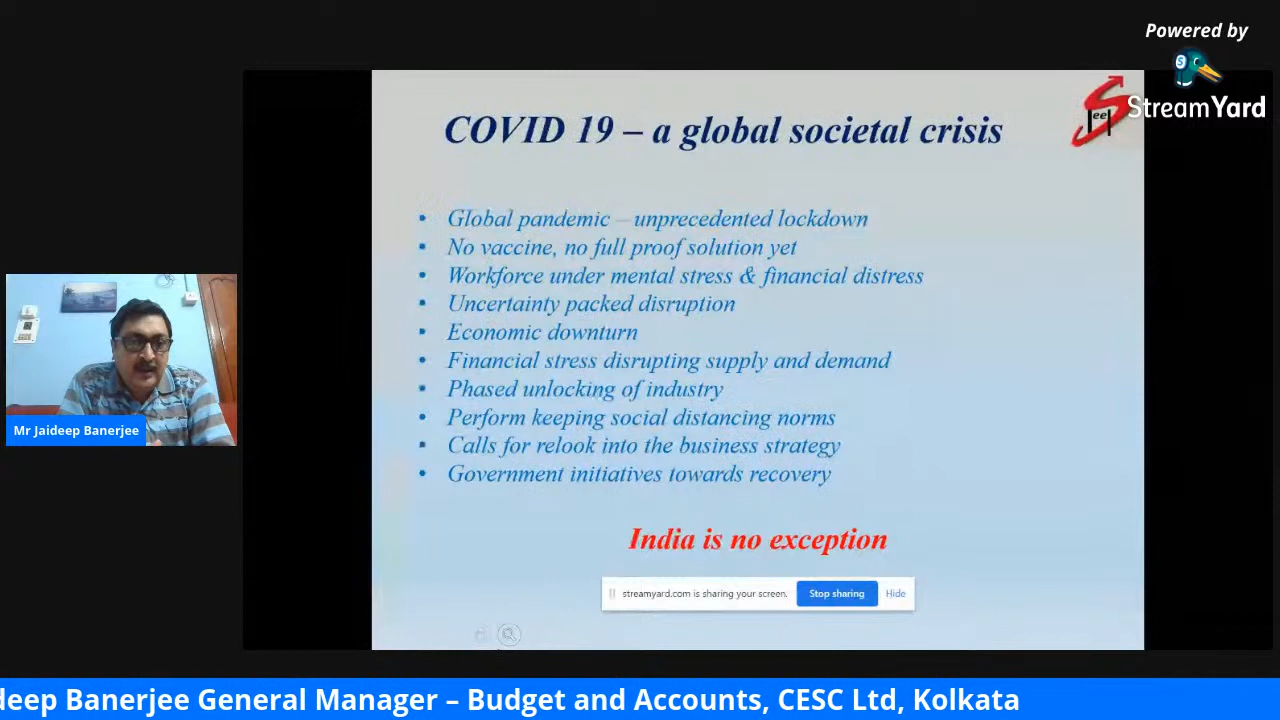 Powered by
StreamYard
COVID 19 – a global societal crisis
eeI
• Global pandemic – unprecedented lockdown
• No vaccine, no full proof solution yet
• Workforce under mental stress & financial distress
• Uncertainty packed disruption
• Economic downturn
• Financial stress disrupting supply and demand
• Phased unlocking of industry
• Perform keeping social distancing norms
• Calls for relook into the business strategy
• Government initiatives towards recovery
India is no exception
streamyard.com is sharing your screen. Stop sharing Hide
Mr Jaideep Banerjee
deep Banerjee General Manager – Budget and Accounts, CESC Ltd, Kolkata